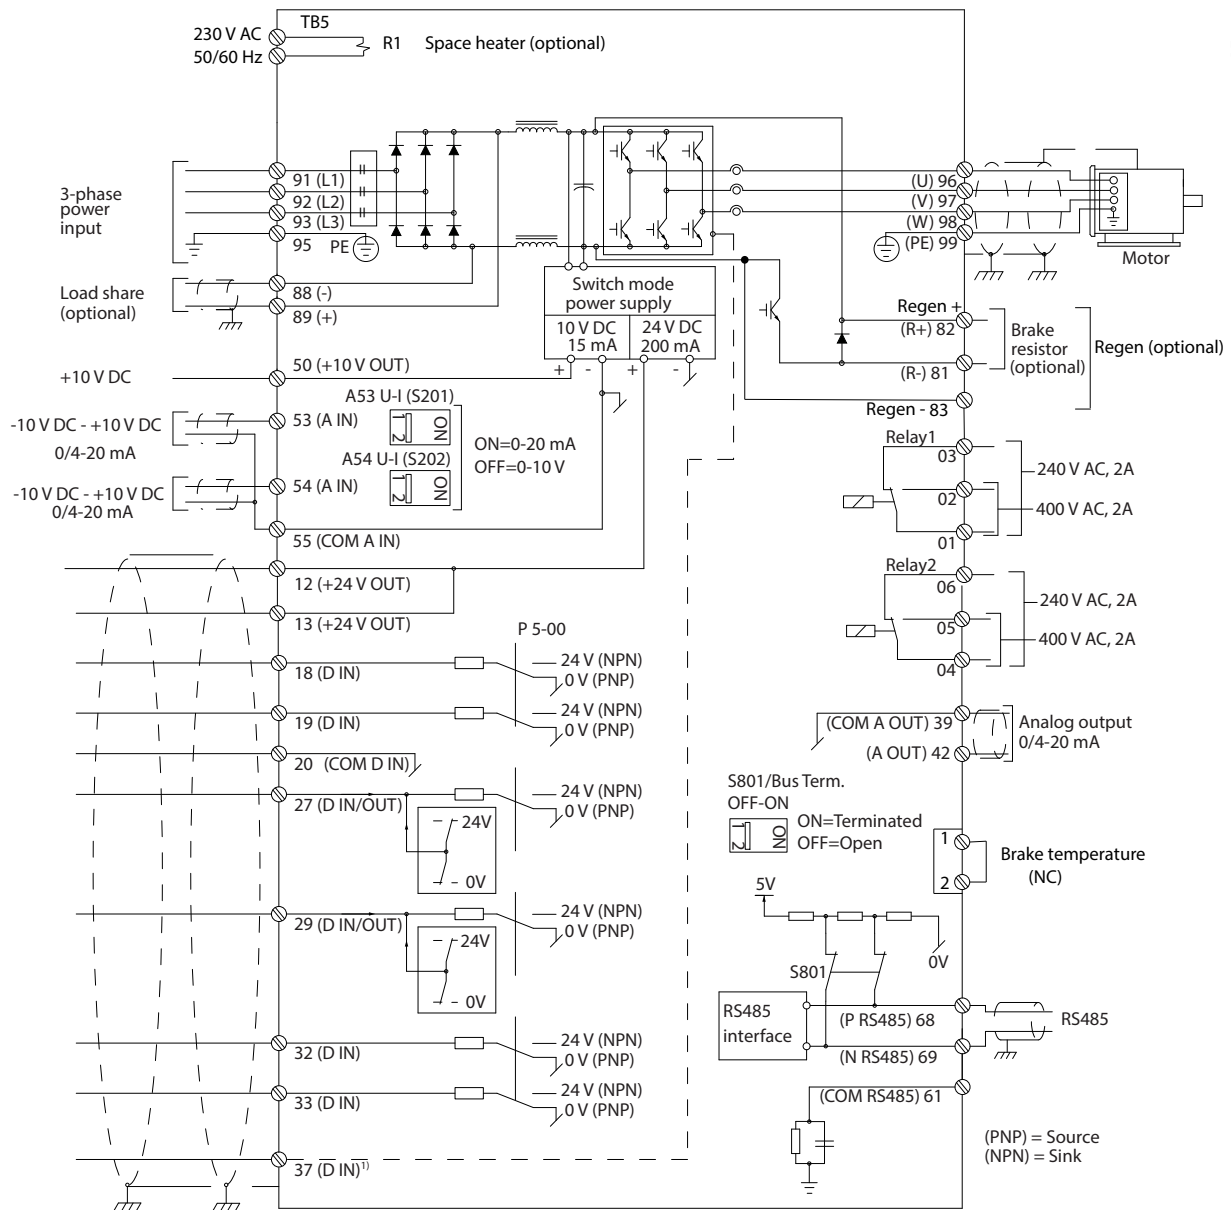 TB5
230 V AC
50/60 Hz
R1
Space heater (optional)
3-phase
power
input
91 (L1)
92 (L2)
93 (L3)
95
PE
(U) 96
(V) 97
(W) 98
(PE) 99
Motor
Load share
(optional)
88 (-)
89 (+)
Switch mode
power supply
10 V DC
15 mA
24 V DC
200 mA
+
-
+
-
Regen +
(R+) 82
Brake
resistor
(optional)
Regen (optional)
(R-) 81
Regen - 83
+10 V DC
50 (+10 V OUT)
A53 U-I (S201)
1 2
ON
-10 V DC - +10 V DC
0/4-20 mA
53 (A IN)
ON=0-20 mA
OFF=0-10 V
A54 U-I (S202)
1 2
ON
-10 V DC - +10 V DC
0/4-20 mA
54 (A IN)
55 (COM A IN)
Relay1
03
02
01
240 V AC, 2A
400 V AC, 2A
12 (+24 V OUT)
13 (+24 V OUT)
Relay2
06
05
04
240 V AC, 2A
400 V AC, 2A
P 5-00
18 (D IN)
24 V (NPN)
0 V (PNP)
19 (D IN)
24 V (NPN)
0 V (PNP)
20 (COM D IN)
27 (D IN/OUT)
24 V (NPN)
0 V (PNP)
24V
0V
29 (D IN/OUT)
24 V (NPN)
0 V (PNP)
24V
0V
32 (D IN)
24 V (NPN)
0 V (PNP)
33 (D IN)
24 V (NPN)
0 V (PNP)
37 (D IN)1)
(COM A OUT) 39
(A OUT) 42
Analog output
0/4-20 mA
S801/Bus Term.
OFF-ON
1 2
ON
ON=Terminated
OFF=Open
1
2
Brake temperature
(NC)
5V
0V
S801
RS485
interface
(P RS485) 68
(N RS485) 69
RS485
(COM RS485) 61
(PNP) = Source
(NPN) = Sink